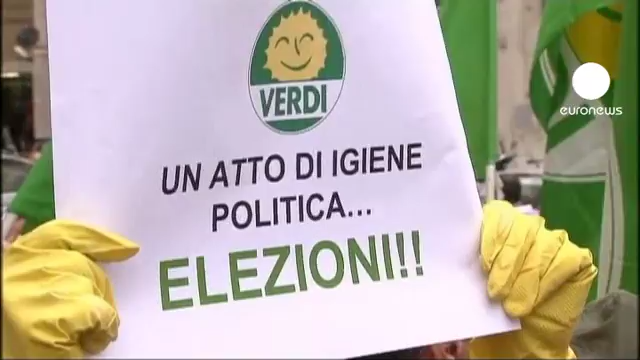 VERDI
euronews
UN ATTO DI IGIENE
POLITICA...
ELEZIONI!!